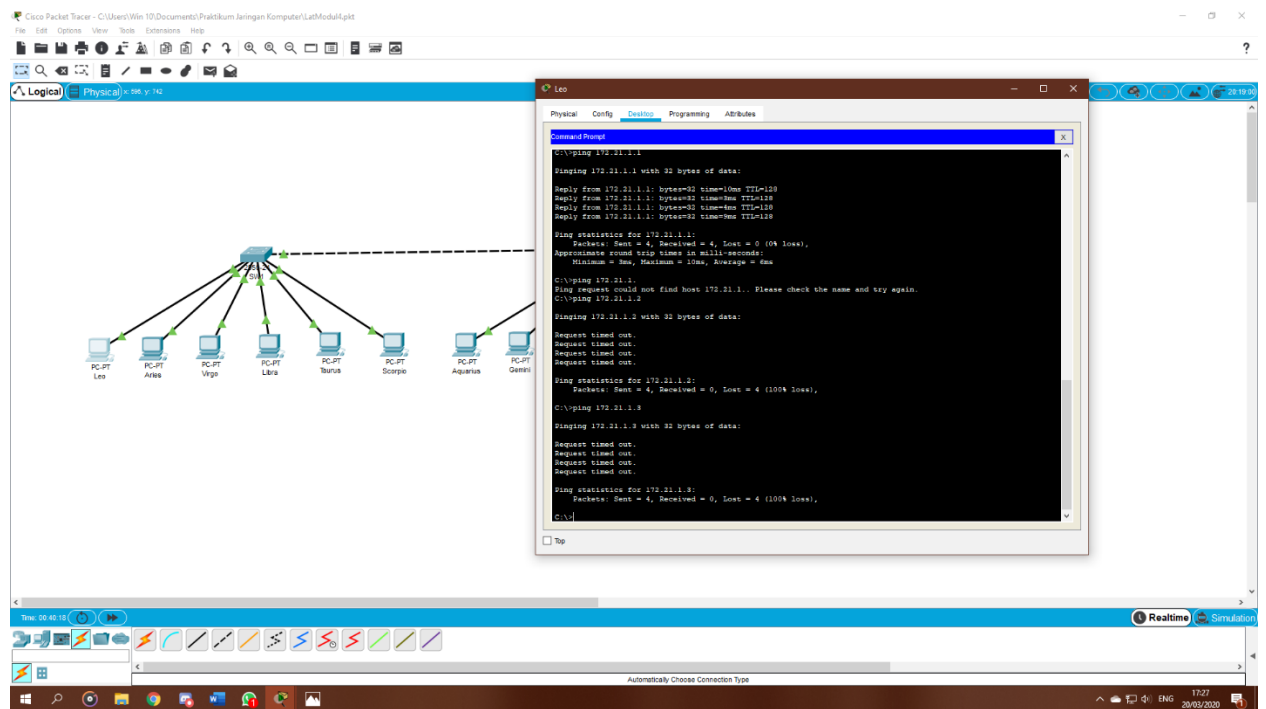 Cisco Packet Tracer - C:\Users\Win 10\Documents\Praktikum Jaringan Komputer\LatModul4.pkt
File Edit Options View Tools Extensions Help
?
Logical
Physical
x: 596, y: 742
20:19:00
SW1
PC-PT
Leo
PC-PT
Aries
PC-PT
Virgo
PC-PT
Libra
PC-PT
Taurus
PC-PT
Scorpio
PC-PT
Aquarius
PC-PT
Gemini
Leo
Physical Config Desktop Programming Attributes
Command Prompt
X
C:\>ping 172.21.1.1
Pinging 172.21.1.1 with 32 bytes of data:
Reply from 172.21.1.1: bytes=32 time=10ms TTL=128
Reply from 172.21.1.1: bytes=32 time=3ms TTL=128
Reply from 172.21.1.1: bytes=32 time=4ms TTL=128
Reply from 172.21.1.1: bytes=32 time=9ms TTL=128
Ping statistics for 172.21.1.1:
Packets: Sent = 4, Received = 4, Lost = 0 (0% loss),
Approximate round trip times in milli-seconds:
Minimum = 3ms, Maximum = 10ms, Average = 6ms
C:\>ping 172.21.1.
Ping request could not find host 172.21.1.. Please check the name and try again.
C:\>ping 172.21.1.2
Pinging 172.21.1.2 with 32 bytes of data:
Request timed out.
Request timed out.
Request timed out.
Request timed out.
Ping statistics for 172.21.1.2:
Packets: Sent = 4, Received = 0, Lost = 4 (100% loss),
C:\>ping 172.21.1.3
Pinging 172.21.1.3 with 32 bytes of data:
Request timed out.
Request timed out.
Request timed out.
Request timed out.
Ping statistics for 172.21.1.3:
Packets: Sent = 4, Received = 0, Lost = 4 (100% loss),
C:\>
Top
Time: 00:40:18
Realtime
Simulation
Automatically Choose Connection Type
ENG
17:27
20/03/2020